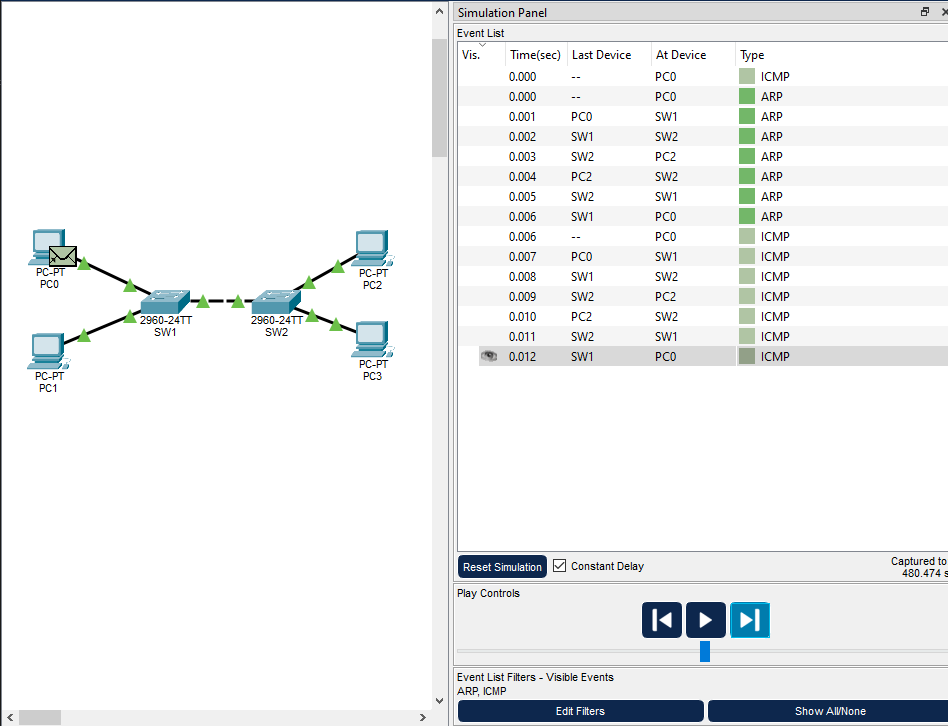 Simulation Panel
Event List
Vis. Time(sec) Last Device At Device Type
0.000 -- PC0 ICMP
0.000 -- PC0 ARP
0.001 PC0 SW1 ARP
0.002 SW1 SW2 ARP
0.003 SW2 PC2 ARP
0.004 PC2 SW2 ARP
0.005 SW2 SW1 ARP
0.006 SW1 PC0 ARP
0.006 -- PC0 ICMP
0.007 PC0 SW1 ICMP
0.008 SW1 SW2 ICMP
0.009 SW2 PC2 ICMP
0.010 PC2 SW2 ICMP
0.011 SW2 SW1 ICMP
0.012 SW1 PC0 ICMP
PC-PT
PC0
PC-PT
PC2
2960-24TT
SW1
2960-24TT
SW2
PC-PT
PC1
PC-PT
PC3
Reset Simulation Constant Delay
Captured to
480.474 s
Play Controls
Event List Filters - Visible Events
ARP, ICMP
Edit Filters Show All/None